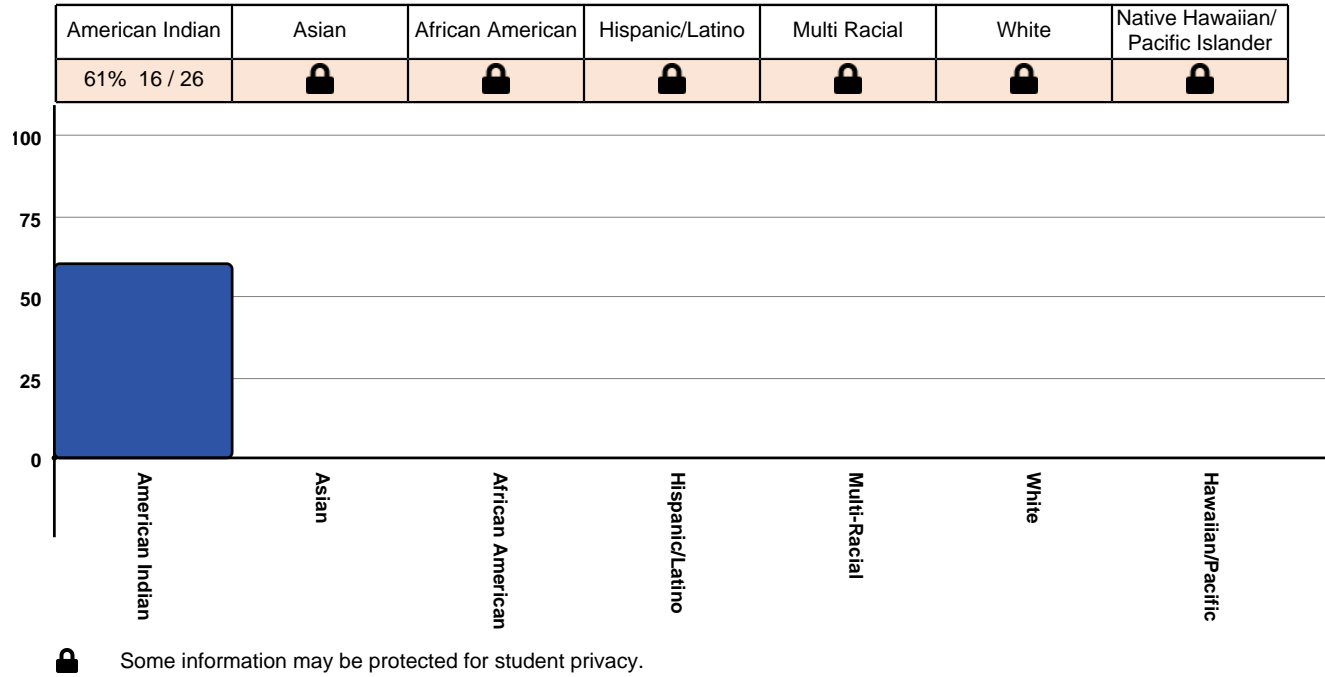 American Indian
Asian
African American
Hispanic/Latino
Multi Racial
White
Native Hawaiian/
Pacific Islander
61% 16 / 26
100
75
50
25
0
American Indian
Asian
African American
Hispanic/Latino
Multi-Racial
White
Hawaiian/Pacific
Some information may be protected for student privacy.